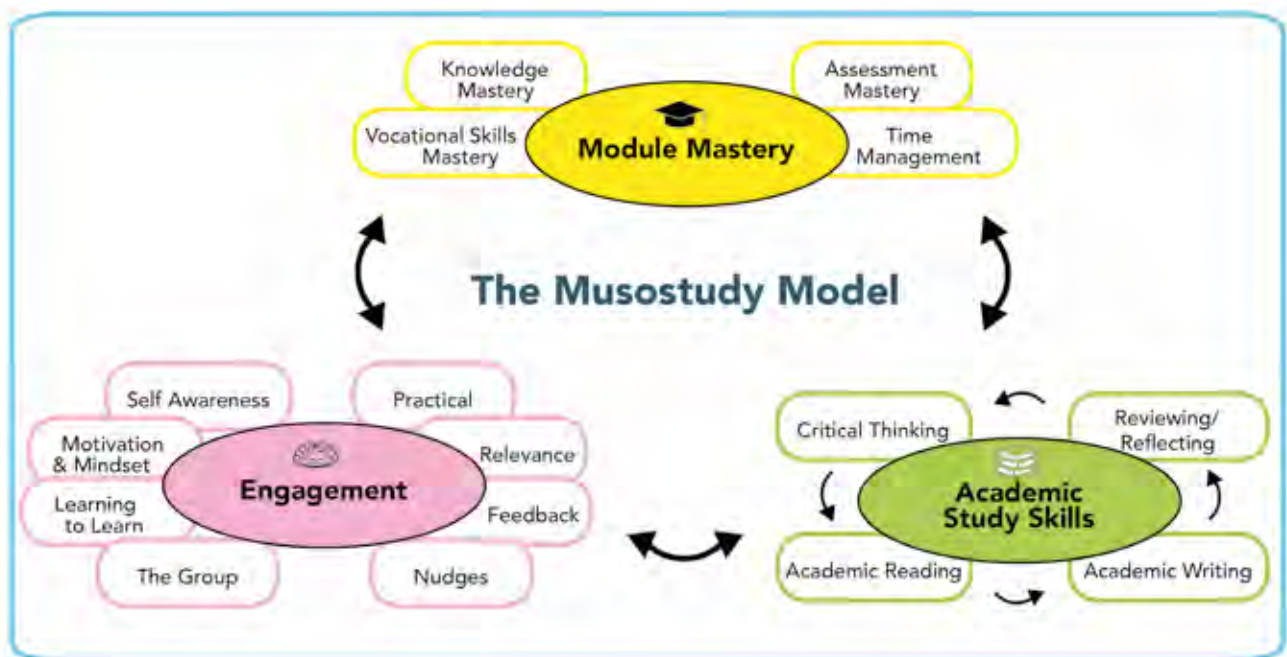 Knowledge
Mastery
Assessment
Mastery
Vocational Skills
Mastery
Module Mastery
Time
Management
The Musostudy Model
Self Awareness
Practical
Motivation
& Mindset
Relevance
Engagement
Learning
to Learn
Feedback
The Group
Nudges
Critical Thinking
Reviewing/
Reflecting
Academic
Study Skills
Academic Reading
Academic Writing